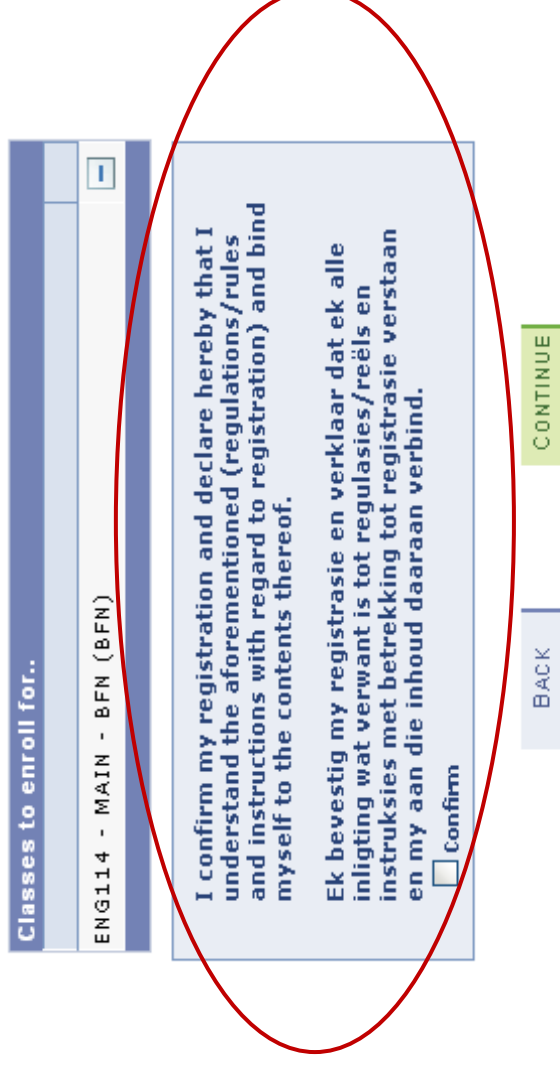 Classes to enroll for..
ENG114 - MAIN - BFN (BFN)
I confirm my registration and declare hereby that I
understand the aforementioned (regulations/rules
and instructions with regard to registration) and bind
myself to the contents thereof.
Ek bevestig my registrasie en verklaar dat ek alle
inligting wat verwant is tot regulasies/reëls en
instruksies met betrekking tot registrasie verstaan
en my aan die inhoud daaraan verbind.
Confirm
BACK CONTINUE